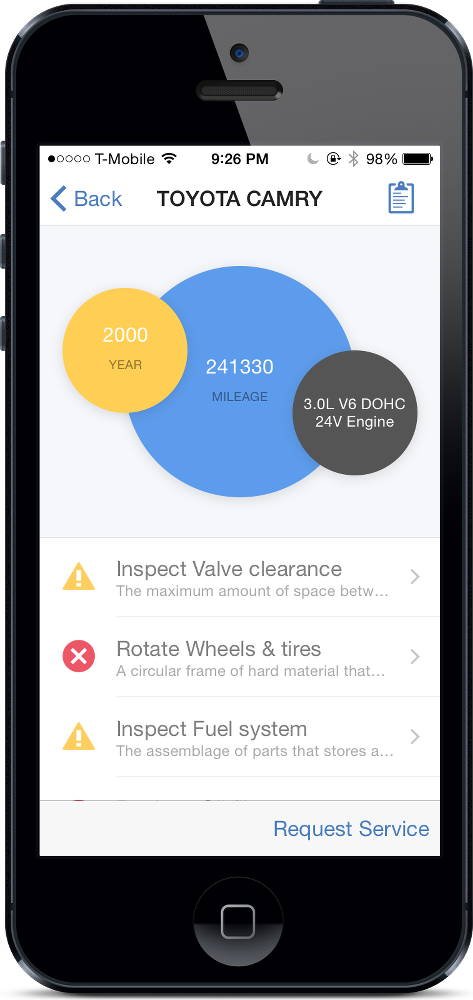 T-Mobile 9:26 PM 98%
Back TOYOTA CAMRY
2000
YEAR
241330
MILEAGE
3.0L V6 DOHC
24V Engine
Inspect Valve clearance
The maximum amount of space betw...
Rotate Wheels & tires
A circular frame of hard material that...
Inspect Fuel system
The assemblage of parts that stores a...
Request Service